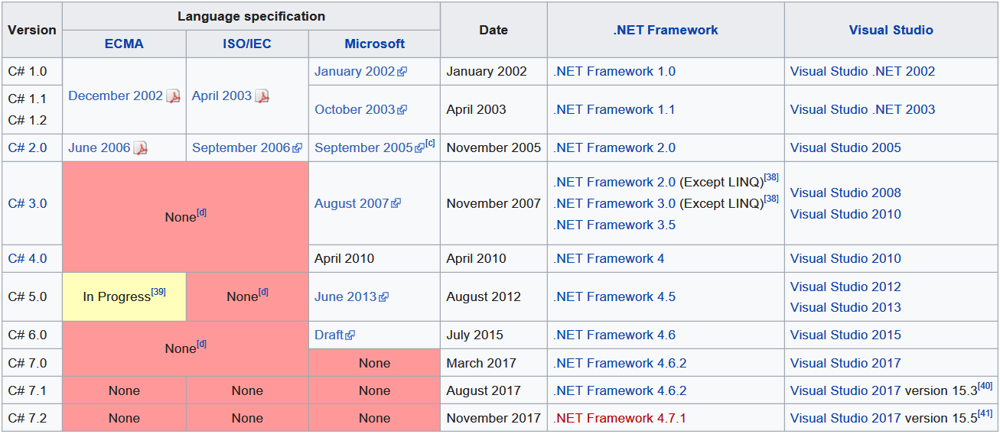 Version Language specification Date .NET Framework Visual Studio
ECMA ISO/IEC Microsoft
C# 1.0 December 2002 April 2003 January 2002 January 2002 .NET Framework 1.0 Visual Studio .NET 2002
C# 1.1
C# 1.2
October 2003 April 2003 .NET Framework 1.1 Visual Studio .NET 2003
C# 2.0 June 2006 September 2006 September 2005[c] November 2005 .NET Framework 2.0 Visual Studio 2005
C# 3.0 None[d] August 2007 November 2007
.NET Framework 2.0 (Except LINQ)[38]
.NET Framework 3.0 (Except LINQ)[38]
.NET Framework 3.5
Visual Studio 2008
Visual Studio 2010
C# 4.0 April 2010 April 2010 .NET Framework 4 Visual Studio 2010
C# 5.0 In Progress[39] None[d] June 2013 August 2012 .NET Framework 4.5
Visual Studio 2012
Visual Studio 2013
C# 6.0 None[d] Draft July 2015 .NET Framework 4.6 Visual Studio 2015
C# 7.0 None March 2017 .NET Framework 4.6.2 Visual Studio 2017
C# 7.1 None None None August 2017 .NET Framework 4.6.2 Visual Studio 2017 version 15.3[40]
C# 7.2 None None None November 2017 .NET Framework 4.7.1 Visual Studio 2017 version 15.5[41]